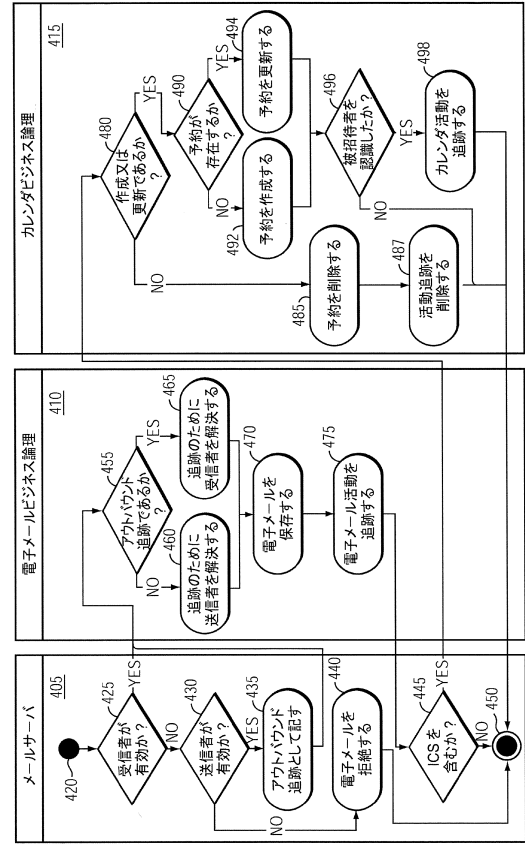 メールサーバ
405
420
受信者が
有効か?
425
YES
NO
送信者が
有効か?
430
YES
NO
アウトバウンド
追跡として記す
435
電子メールを
拒絶する
440
ICSを
含むか?
445
YES
NO
450
電子メールビジネス論理
410
アウトバウンド
追跡であるか
?
455
YES
NO
追跡のために
送信者を解決する
460
追跡のために
受信者を解決する
465
電子メールを
保存する
470
電子メール活動を
追跡する
475
カレンダビジネス論理
415
作成又は
更新であるか
?
480
YES
NO
予約が
存在するか
?
490
YES
NO
予約を作成する
492
予約を更新する
494
予約を削除する
485
活動追跡を
削除する
487
被招待者を
認識したか?
496
YES
NO
カレンダ活動を
追跡する
498